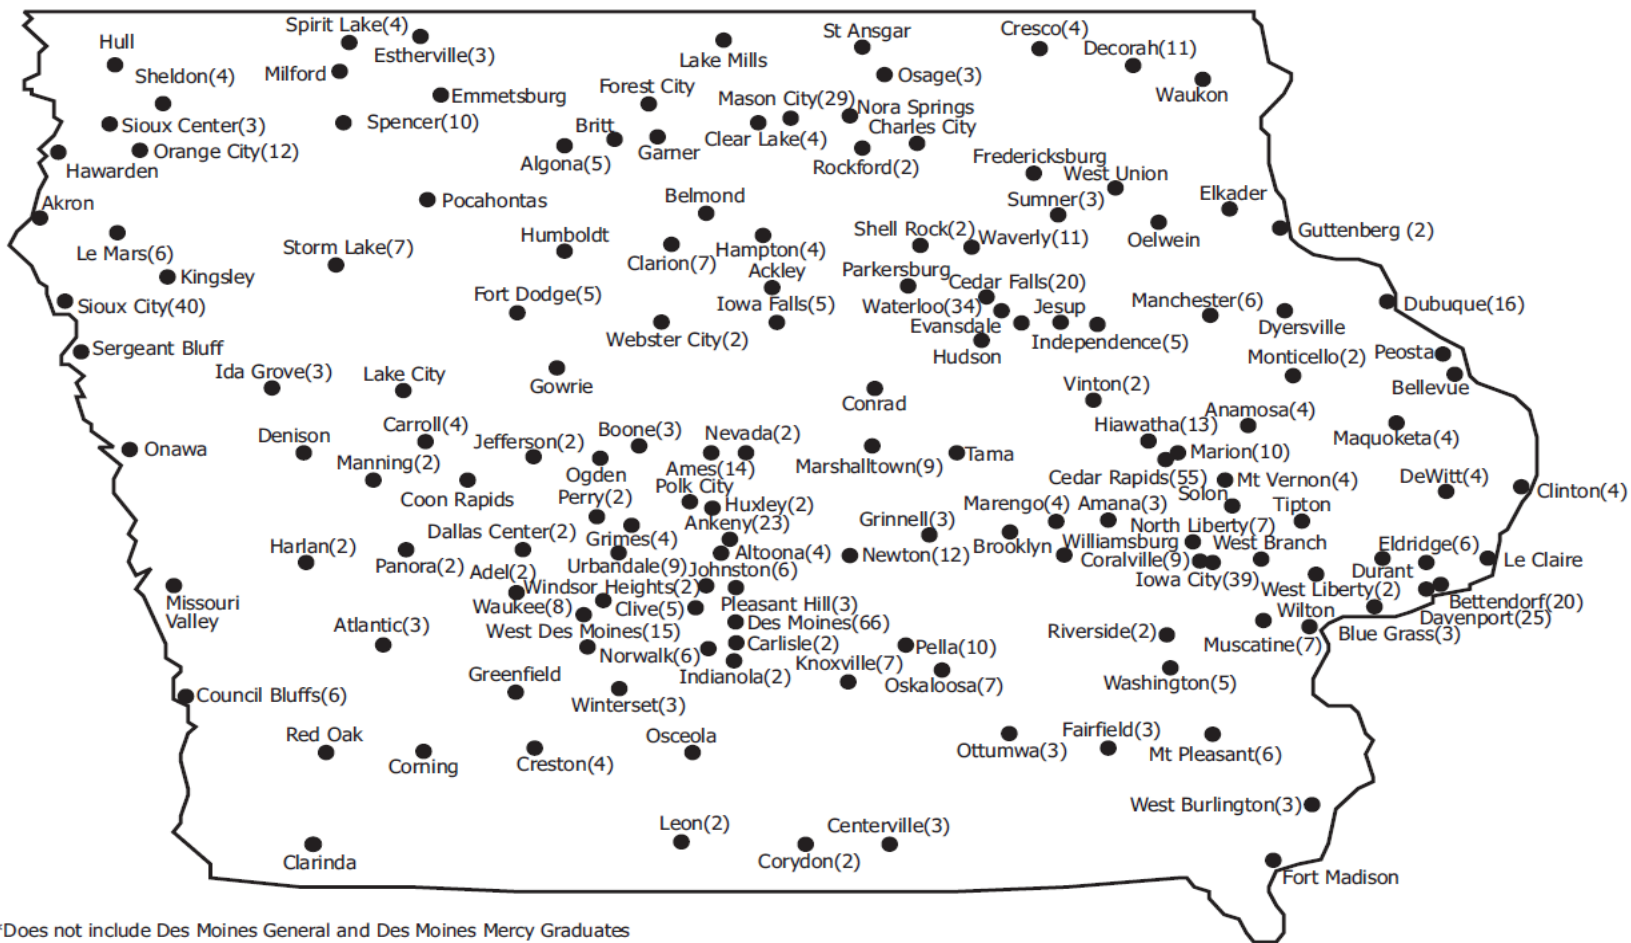 Spirit Lake(4)
Hull
Estherville(3)
Lake Mills
St Ansgar
Cresco(4)
Decorah(11)
Sheldon(4)
Milford
Osage(3)
Waukon
Emmetsburg
Forest City
Mason City(29)
Nora Springs
Sioux Center(3)
Spencer(10)
Britt
Clear Lake(4)
Charles City
Orange City(12)
Algona(5)
Garner
Rockford(2)
Fredericksburg
Hawarden
West Union
Akron
Pocahontas
Belmond
Sumner(3)
Elkader
Le Mars(6)
Storm Lake(7)
Humboldt
Hampton(4)
Shell Rock(2)
Waverly(11)
Oelwein
Guttenberg (2)
Kingsley
Clarion(7)
Ackley
Parkersburg
Cedar Falls(20)
Sioux City(40)
Fort Dodge(5)
Iowa Falls(5)
Waterloo(34)
Jesup
Manchester(6)
Dubuque(16)
Webster City(2)
Evansdale
Independence(5)
Dyersville
Sergeant Bluff
Hudson
Monticello(2)
Peosta
Ida Grove(3)
Lake City
Gowrie
Conrad
Vinton(2)
Bellevue
Onawa
Denison
Carroll(4)
Jefferson(2)
Boone(3)
Nevada(2)
Hiawatha(13)
Anamosa(4)
Maquoketa(4)
Manning(2)
Ogden
Ames(14)
Marshalltown(9)
Tama
Marion(10)
Coon Rapids
Polk City
Cedar Rapids(55)
Mt Vernon(4)
DeWitt(4)
Clinton(4)
Perry(2)
Huxley(2)
Marengo(4)
Amana(3)
Solon
Tipton
Dallas Center(2)
Grimes(4)
Ankeny(23)
Grinnell(3)
North Liberty(7)
Harlan(2)
Panora(2)
Urbandale(9)
Altoona(4)
Newton(12)
Brooklyn
Williamsburg
West Branch
Eldridge(6)
Le Claire
Adel(2)
Johnston(6)
Coralville(9)
Durant
Windsor Heights(2)
Iowa City(39)
West Liberty(2)
Missouri
Valley
Waukee(8)
Clive(5)
Pleasant Hill(3)
Wilton
Bettendorf(20)
Atlantic(3)
West Des Moines(15)
Des Moines(66)
Riverside(2)
Muscatine(7)
Blue Grass(3)
Davenport(25)
Norwalk(6)
Carlisle(2)
Knoxville(7)
Pella(10)
Greenfield
Indianola(2)
Oskaloosa(7)
Washington(5)
Council Bluffs(6)
Winterset(3)
Red Oak
Corning
Creston(4)
Osceola
Ottumwa(3)
Fairfield(3)
Mt Pleasant(6)
West Burlington(3)
Clarinda
Leon(2)
Corydon(2)
Centerville(3)
Fort Madison
*Does not include Des Moines General and Des Moines Mercy Graduates